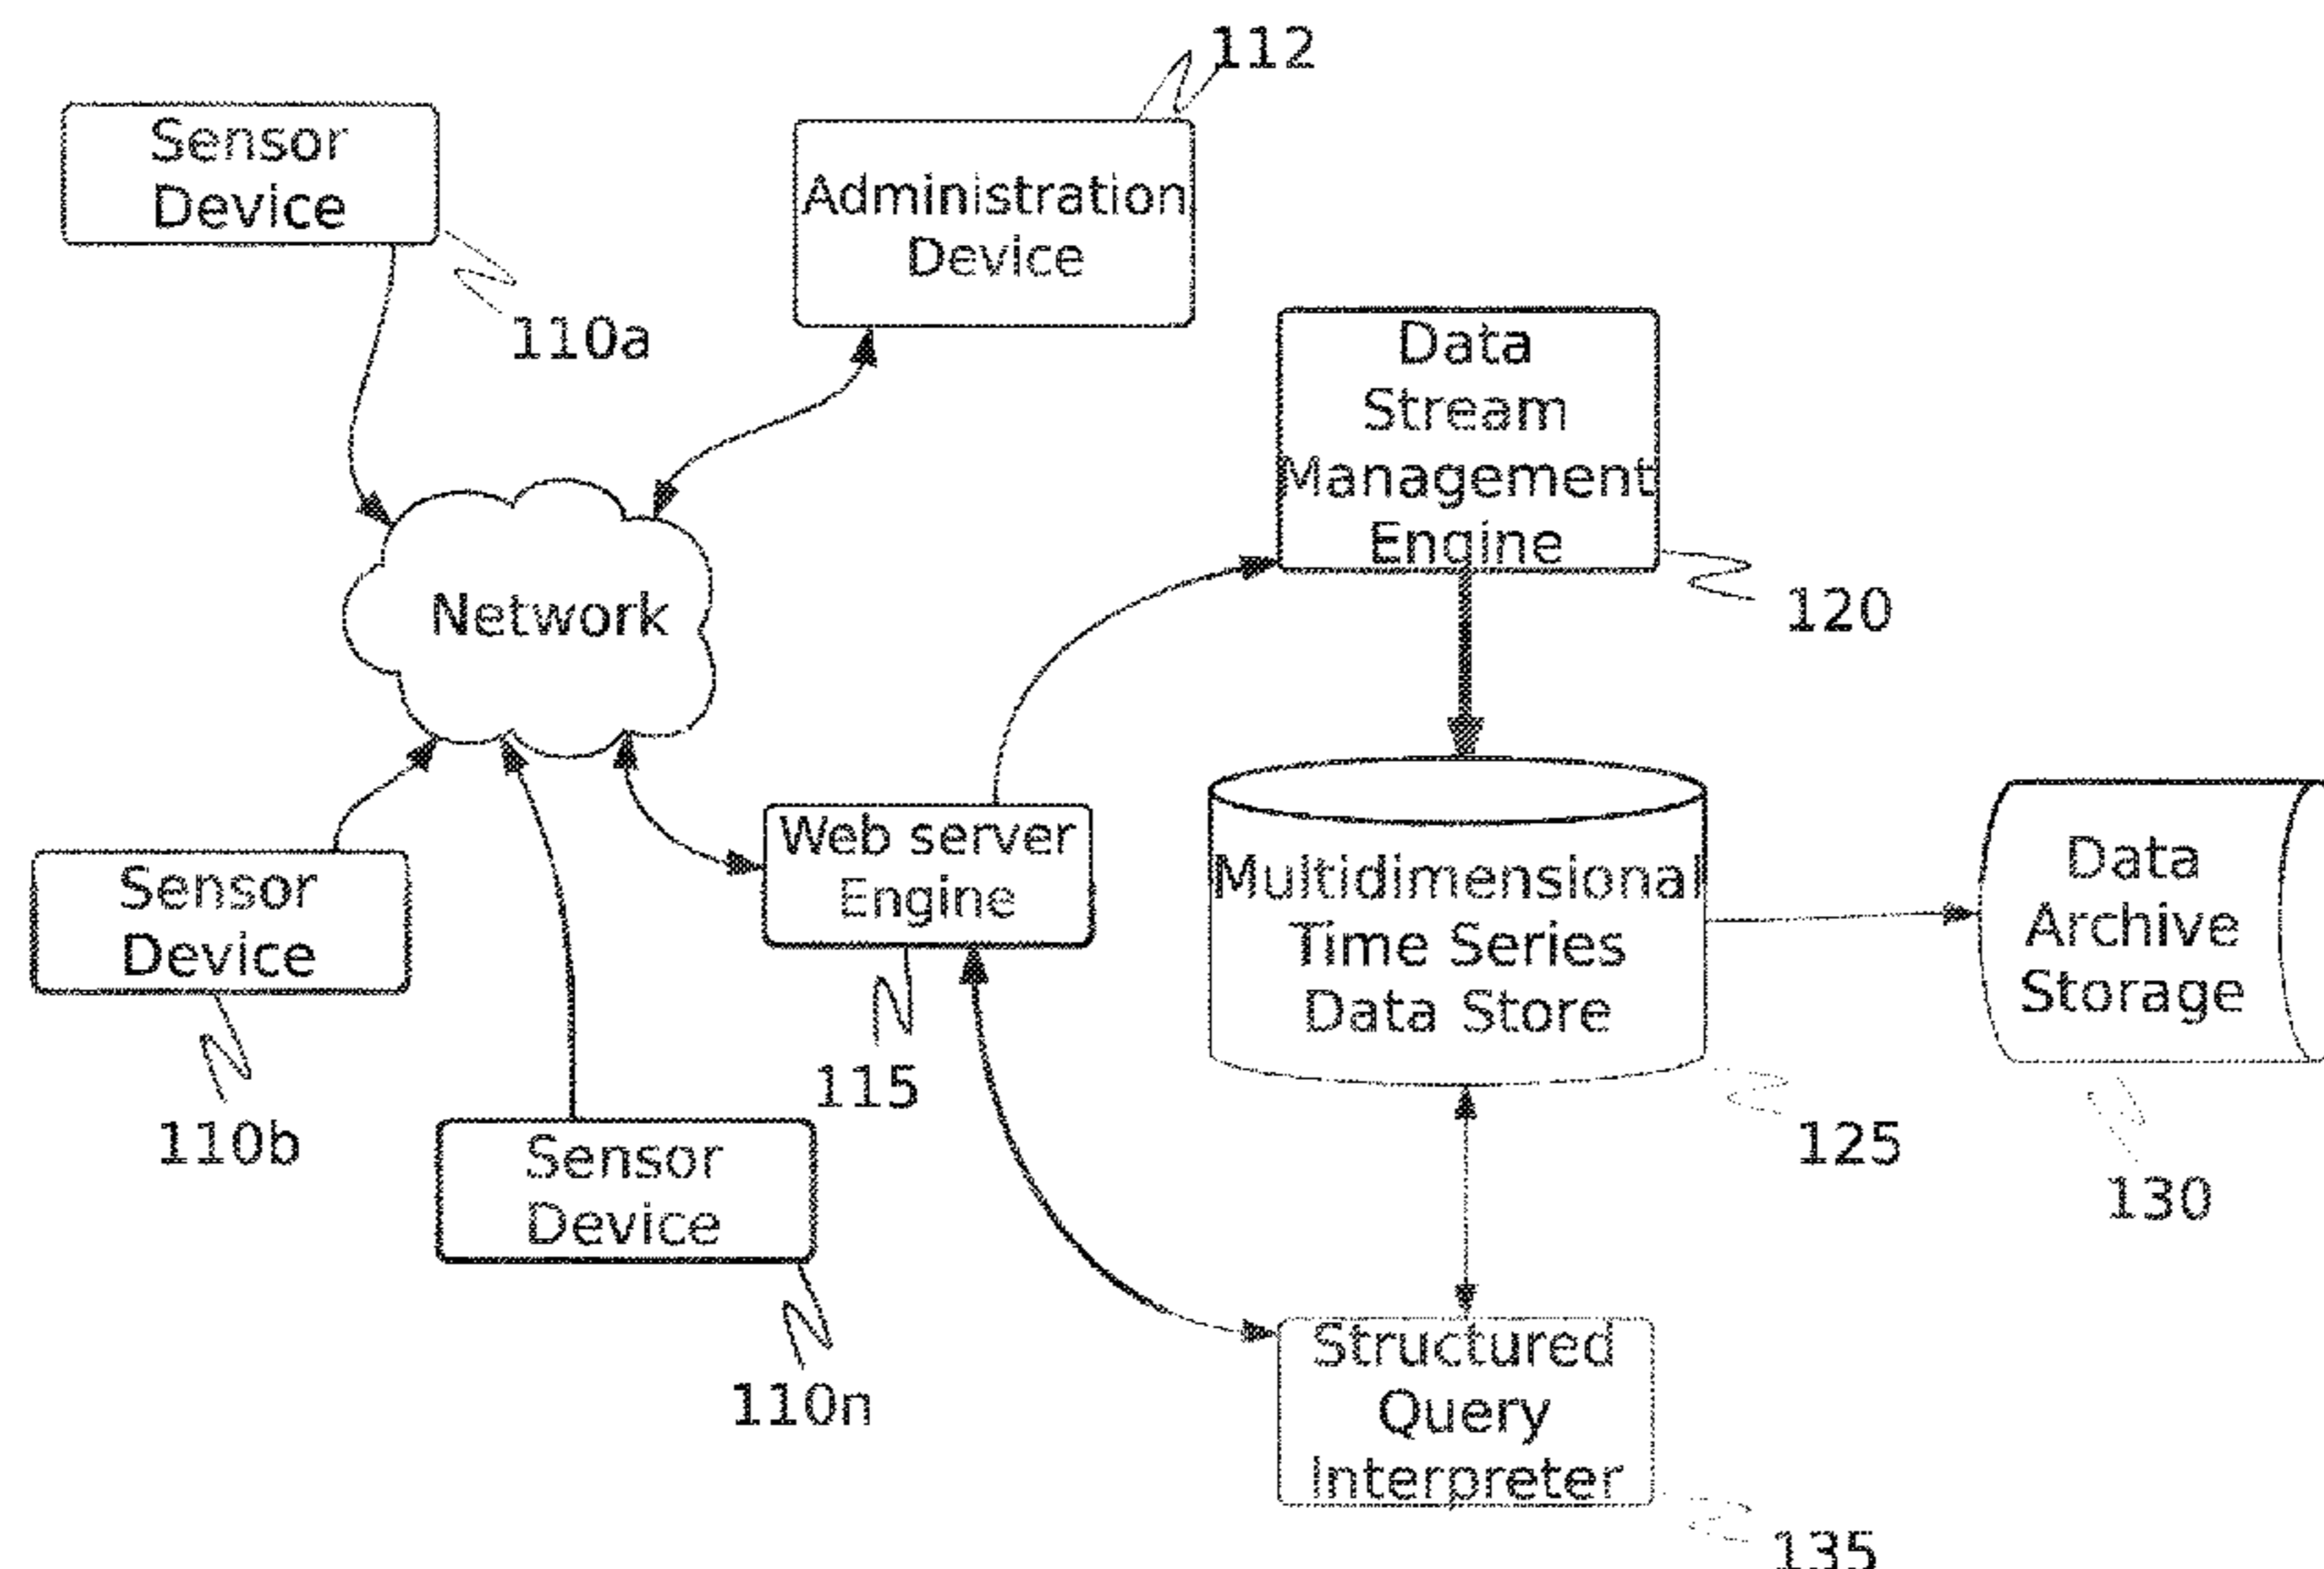 112
Sensor
Device
110a
Administration
Device
Data
Stream
Management
Engine
120
Network
Sensor
Device
110b
Web server
Engine
115
Sensor
Device
110n
Multidimensional
Time Series
Data Store
125
Data
Archive
Storage
130
Structured
Query
Interpreter
135